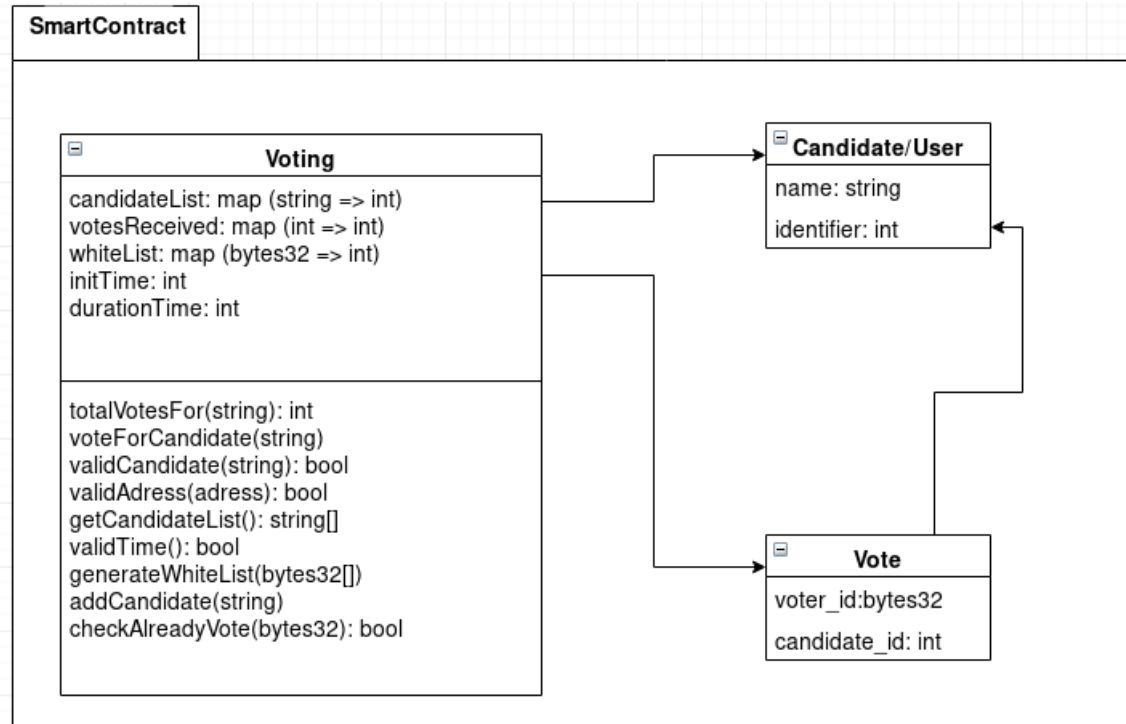 SmartContract
Voting
candidateList: map (string => int)
votesReceived: map (int => int)
whiteList: map (bytes32 => int)
initTime: int
durationTime: int
totalVotesFor(string): int
voteForCandidate(string)
validCandidate(string): bool
validAdress(adress): bool
getCandidateList(): string[]
validTime(): bool
generateWhiteList(bytes32[])
addCandidate(string)
checkAlreadyVote(bytes32): bool
Candidate/User
name: string
identifier: int
Vote
voter_id:bytes32
candidate_id: int